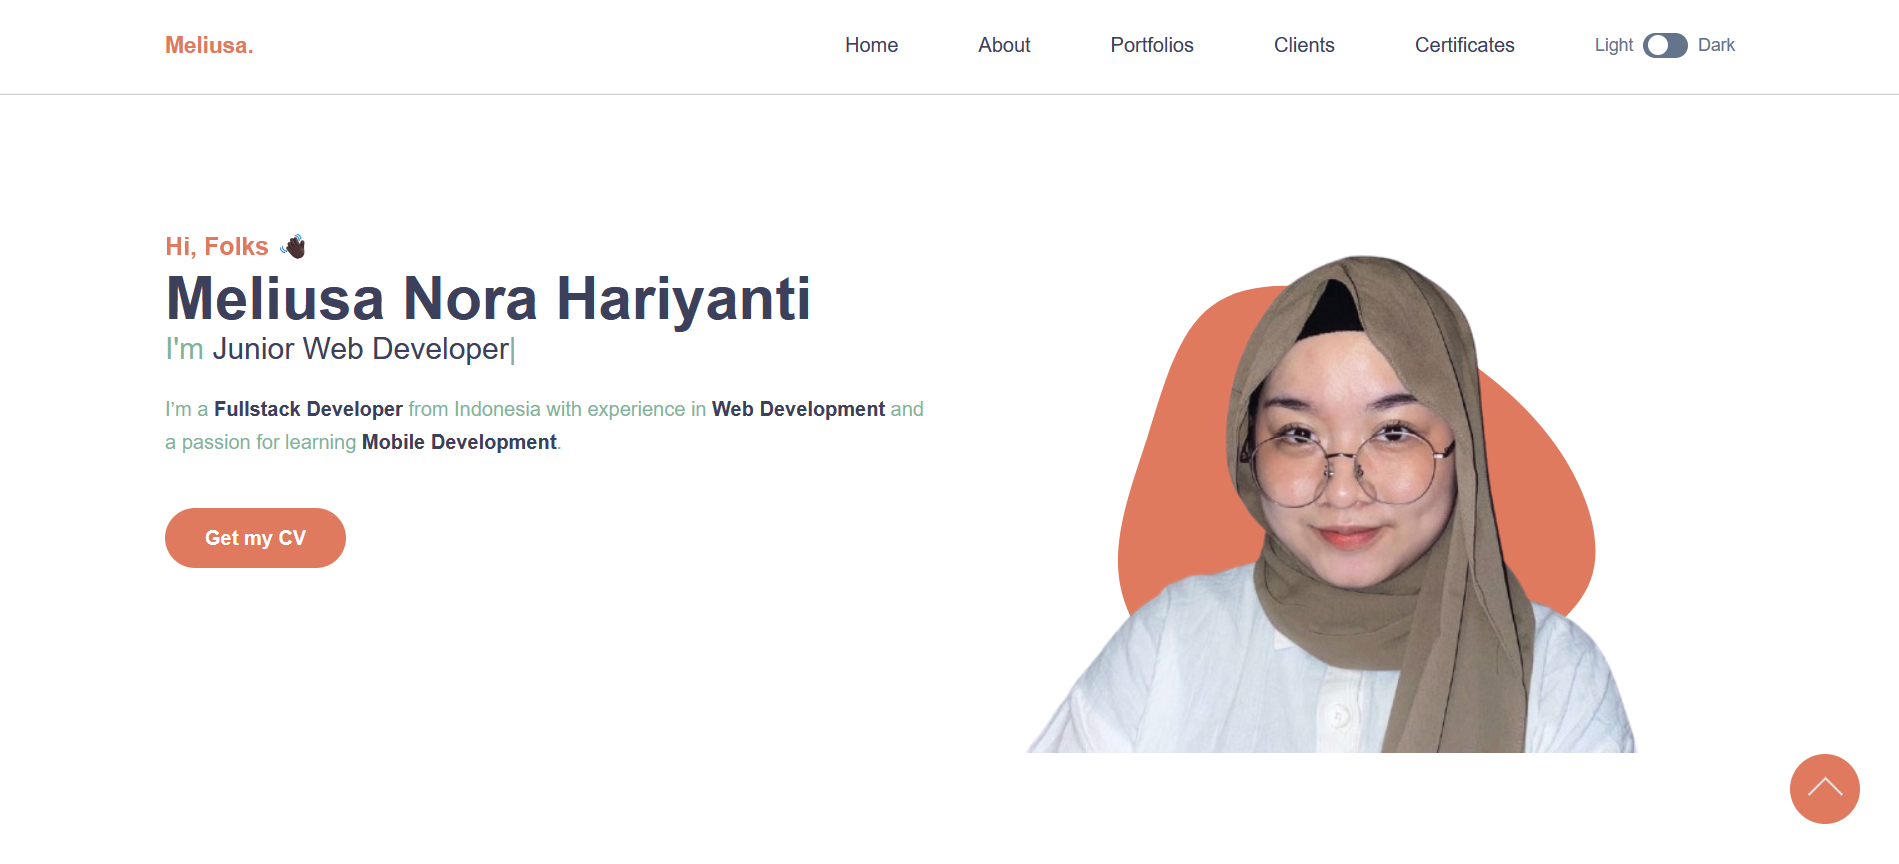 Meliusa.
Home
About
Portfolios
Clients
Certificates
Light
Dark
Hi, Folks 👋🏿
Meliusa Nora Hariyanti
I'm Junior Web Developer|
I’m a Fullstack Developer from Indonesia with experience in Web Development and
a passion for learning Mobile Development.
Get my CV